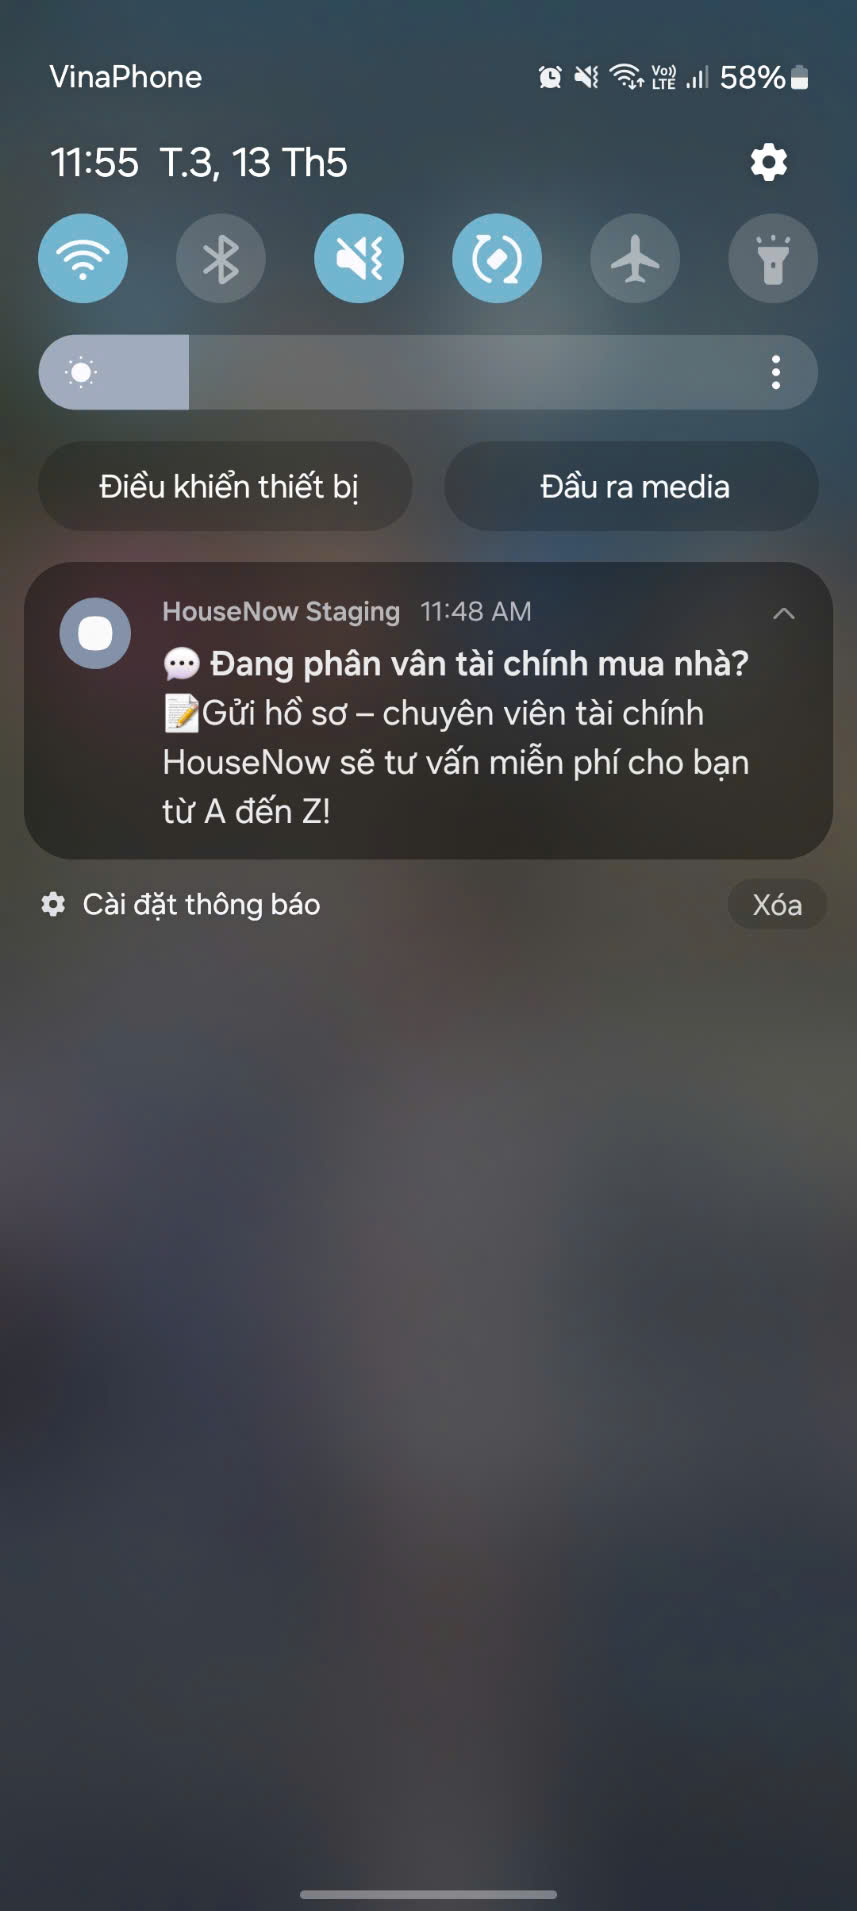 VinaPhone Vo)) LTE 58%
11:55 T.3, 13 Th5
Điều khiển thiết bị Đầu ra media
HouseNow Staging 11:48 AM
💬 Đang phân vân tài chính mua nhà?
📝Gửi hồ sơ – chuyên viên tài chính
HouseNow sẽ tư vấn miễn phí cho bạn
từ A đến Z!
Cài đặt thông báo Xóa